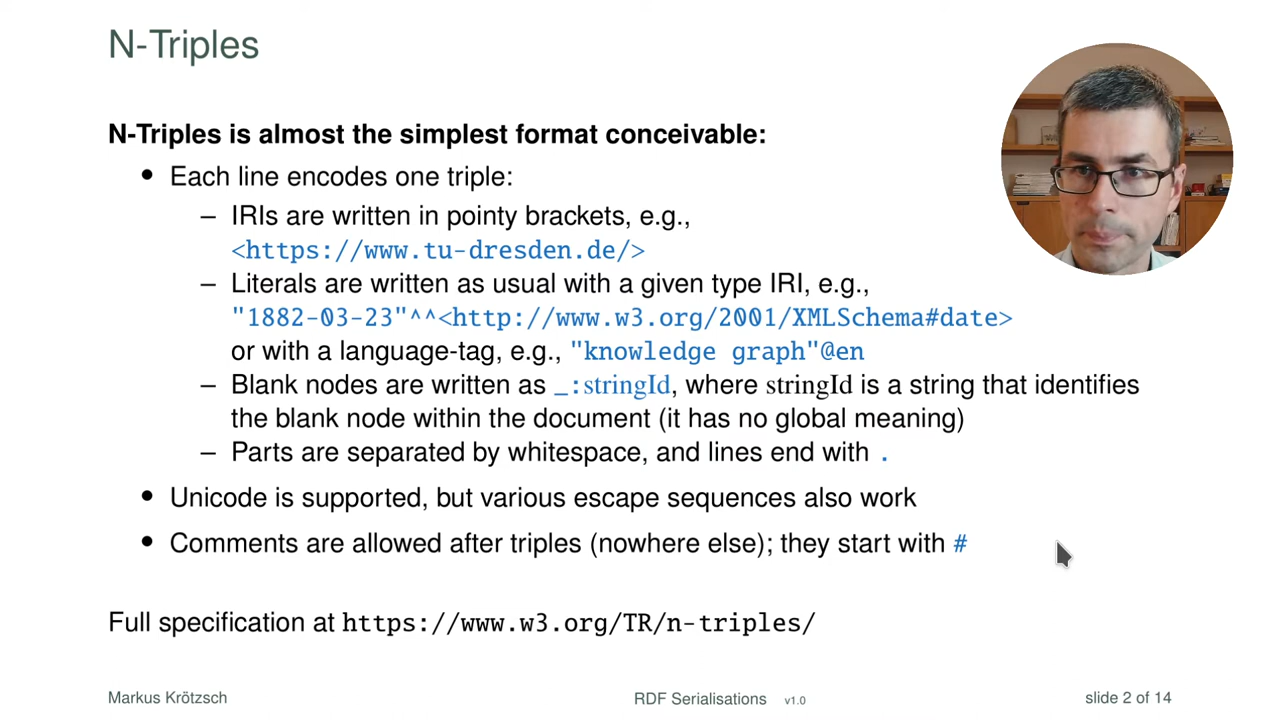 N-Triples
N-Triples is almost the simplest format conceivable:
• Each line encodes one triple:
– IRIs are written in pointy brackets, e.g.,
<https://www.tu-dresden.de/>
– Literals are written as usual with a given type IRI, e.g.,
"1882-03-23"^^<http://www.w3.org/2001/XMLSchema#date>
or with a language-tag, e.g., "knowledge graph"@en
– Blank nodes are written as _:stringId, where stringId is a string that identifies
the blank node within the document (it has no global meaning)
– Parts are separated by whitespace, and lines end with .
• Unicode is supported, but various escape sequences also work
• Comments are allowed after triples (nowhere else); they start with #
Full specification at https://www.w3.org/TR/n-triples/
Markus Krötzsch RDF Serialisations v1.0 slide 2 of 14